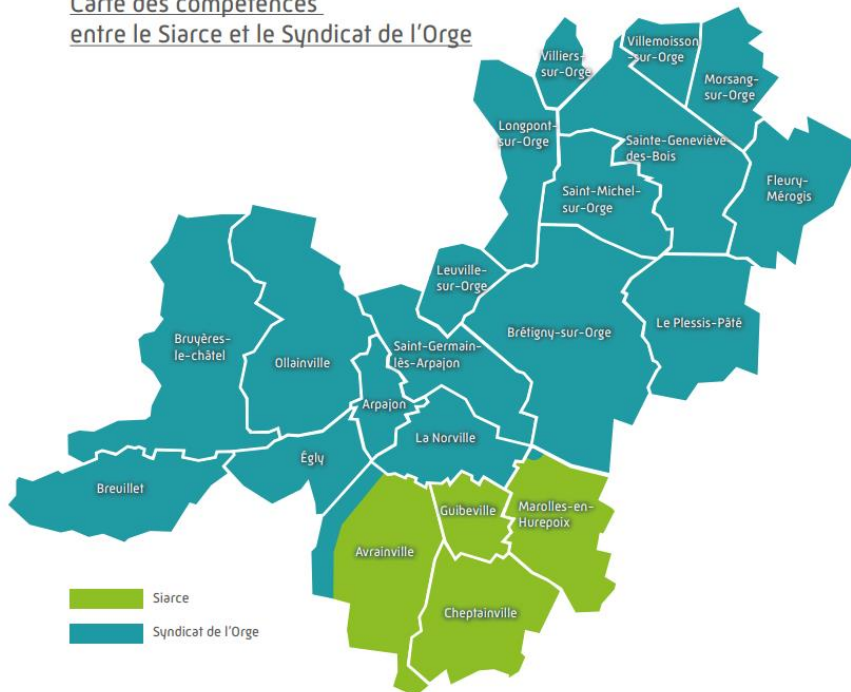 Carte des compétences
entre le Siarce et le Syndicat de l'Orge
Villiers-
sur-Orge
Villemoisson
-sur-Orge
Morsang-
sur-Orge
Longpont-
sur-Orge
Sainte-Geneviève
des-Bois
Saint-Michel-
sur-Orge
Fleury-
Mérogis
Leuville-
sur-Orge
Bruyères-
le-châtel
Ollainville
Saint-Germain-
lès-Arpajon
Brétigny-sur-Orge
Le Plessis-Pâté
Arpajon
La Norville
Égly
Breuillet
Guibeville
Marolles-en-
Hurepoix
Avrainville
Cheptainville
Siarce
Syndicat de l'Orge